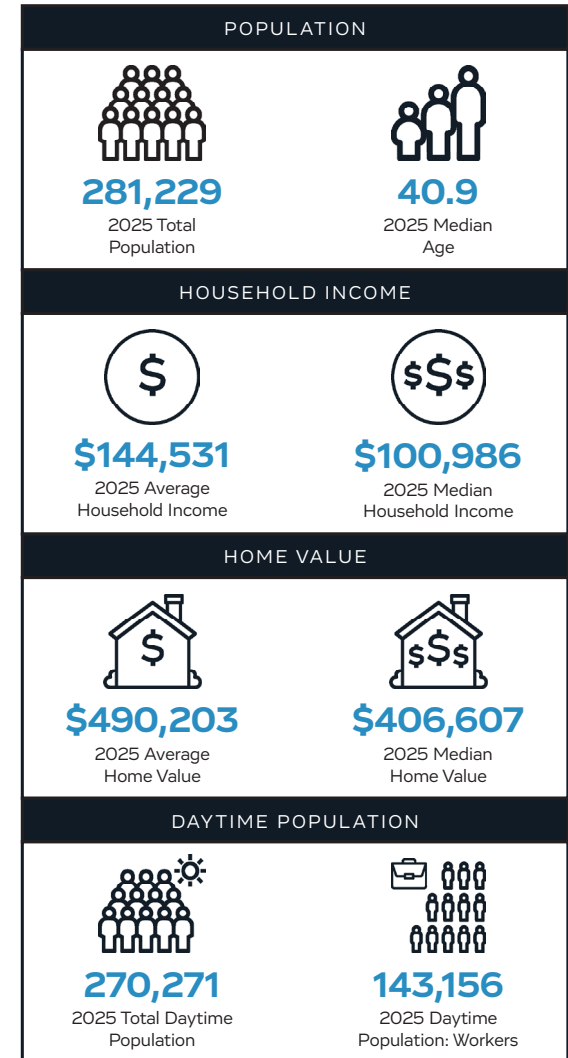 POPULATION
281,229
2025 Total
Population
40.9
2025 Median
Age
HOUSEHOLD INCOME
$
$144,531
2025 Average
Household Income
$$$
$100,986
2025 Median
Household Income
HOME VALUE
$
$490,203
2025 Average
Home Value
$$$
$406,607
2025 Median
Home Value
DAYTIME POPULATION
270,271
2025 Total Daytime
Population
143,156
2025 Daytime
Population: Workers